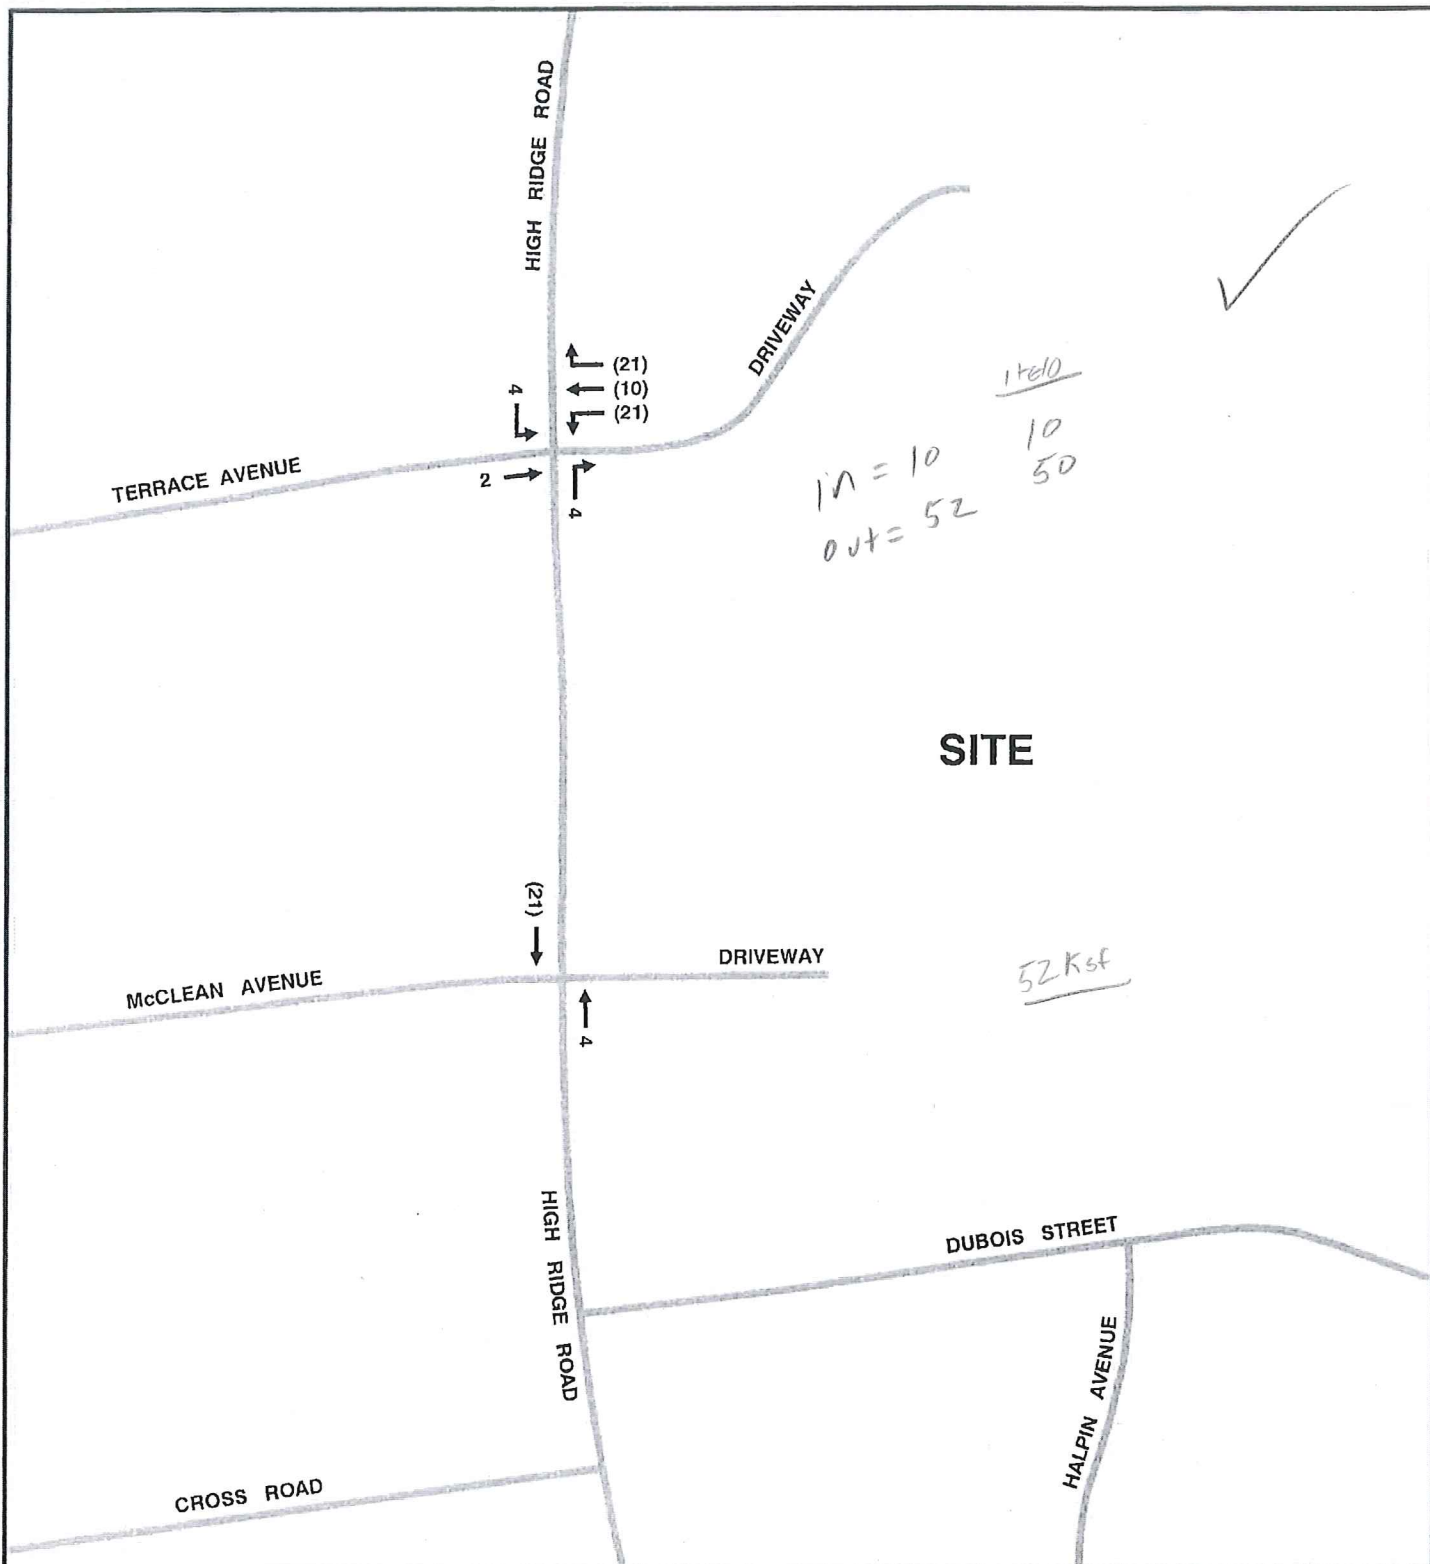 HIGH RIDGE ROAD
DRIVEWAY
(21)
(10)
(21)
4
TERRACE AVENUE
2
4
ite10
in = 10 10
out = 52 50
SITE
(21)
DRIVEWAY
McCLEAN AVENUE
4
52 Ksf
HIGH RIDGE ROAD
DUBOIS STREET
HALPIN AVENUE
CROSS ROAD